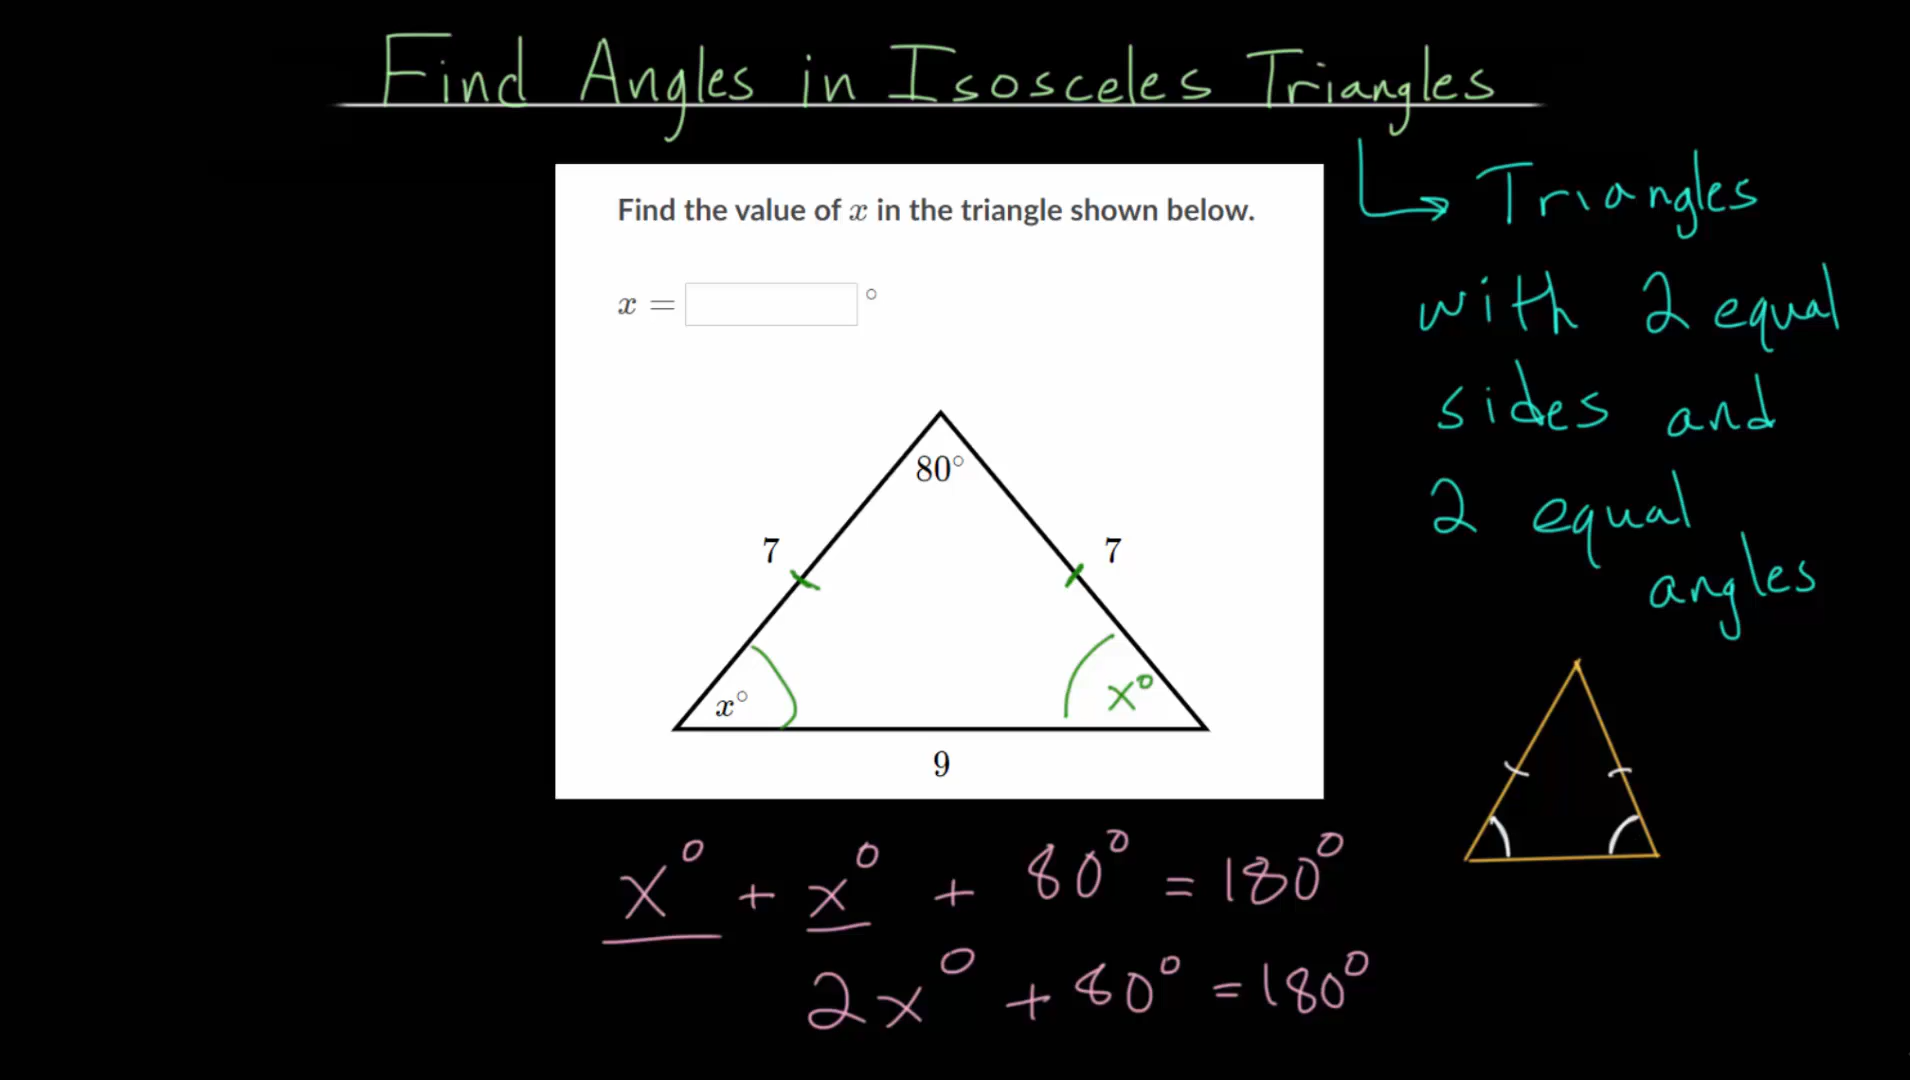 Find Angles in Isosceles Triangles
Find the value of x in the triangle shown below.
x = °
80°
7
7
x°
x°
9
Triangles
with 2 equal
sides and
2 equal
angles
x° + x° + 80° = 180°
2x° + 80° = 180°